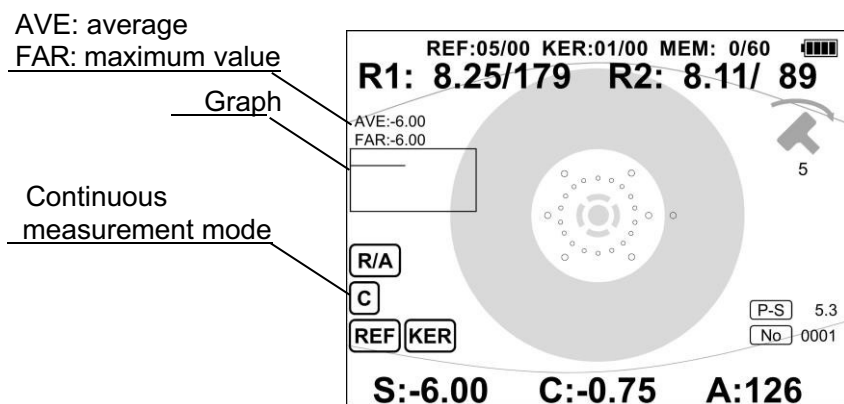 AVE: average
FAR: maximum value
Graph
Continuous
measurement mode
REF:05/00 KER:01/00 MEM: 0/60
R1: 8.25/179 R2: 8.11/ 89
AVE:-6.00
FAR:-6.00
5
R/A
C
REF KER
P-S 5.3
No 0001
S:-6.00 C:-0.75 A:126